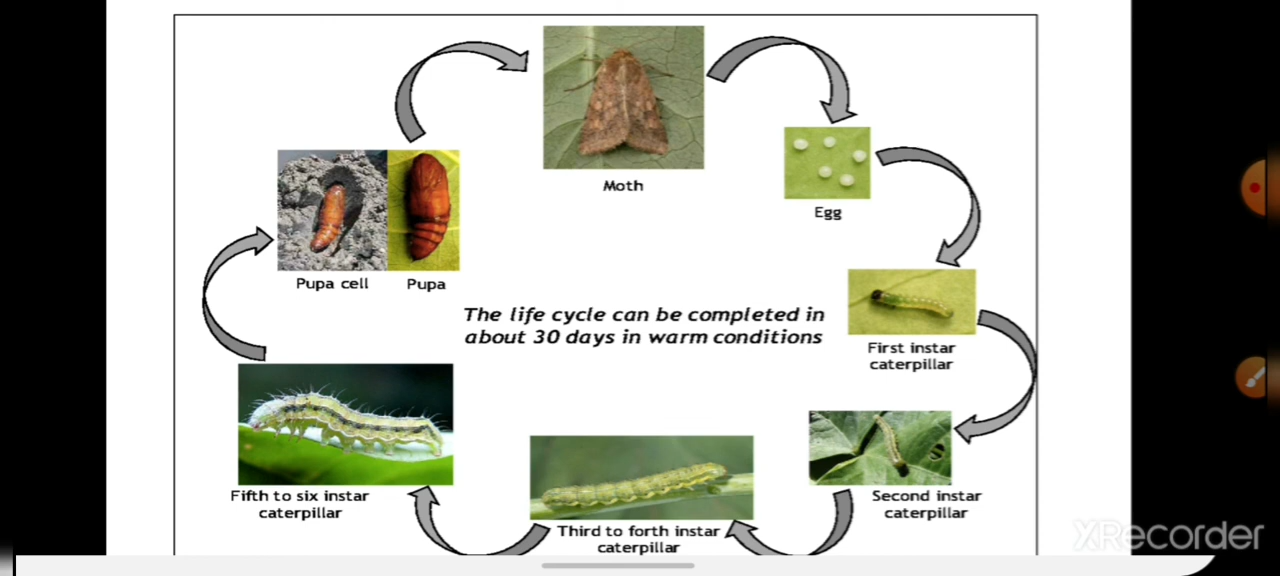 Moth
Egg
Pupa cell
Pupa
The life cycle can be completed in
about 30 days in warm conditions
First instar
caterpillar
Fifth to six instar
caterpillar
Third to forth instar
caterpillar
Second instar
caterpillar
XRecorder